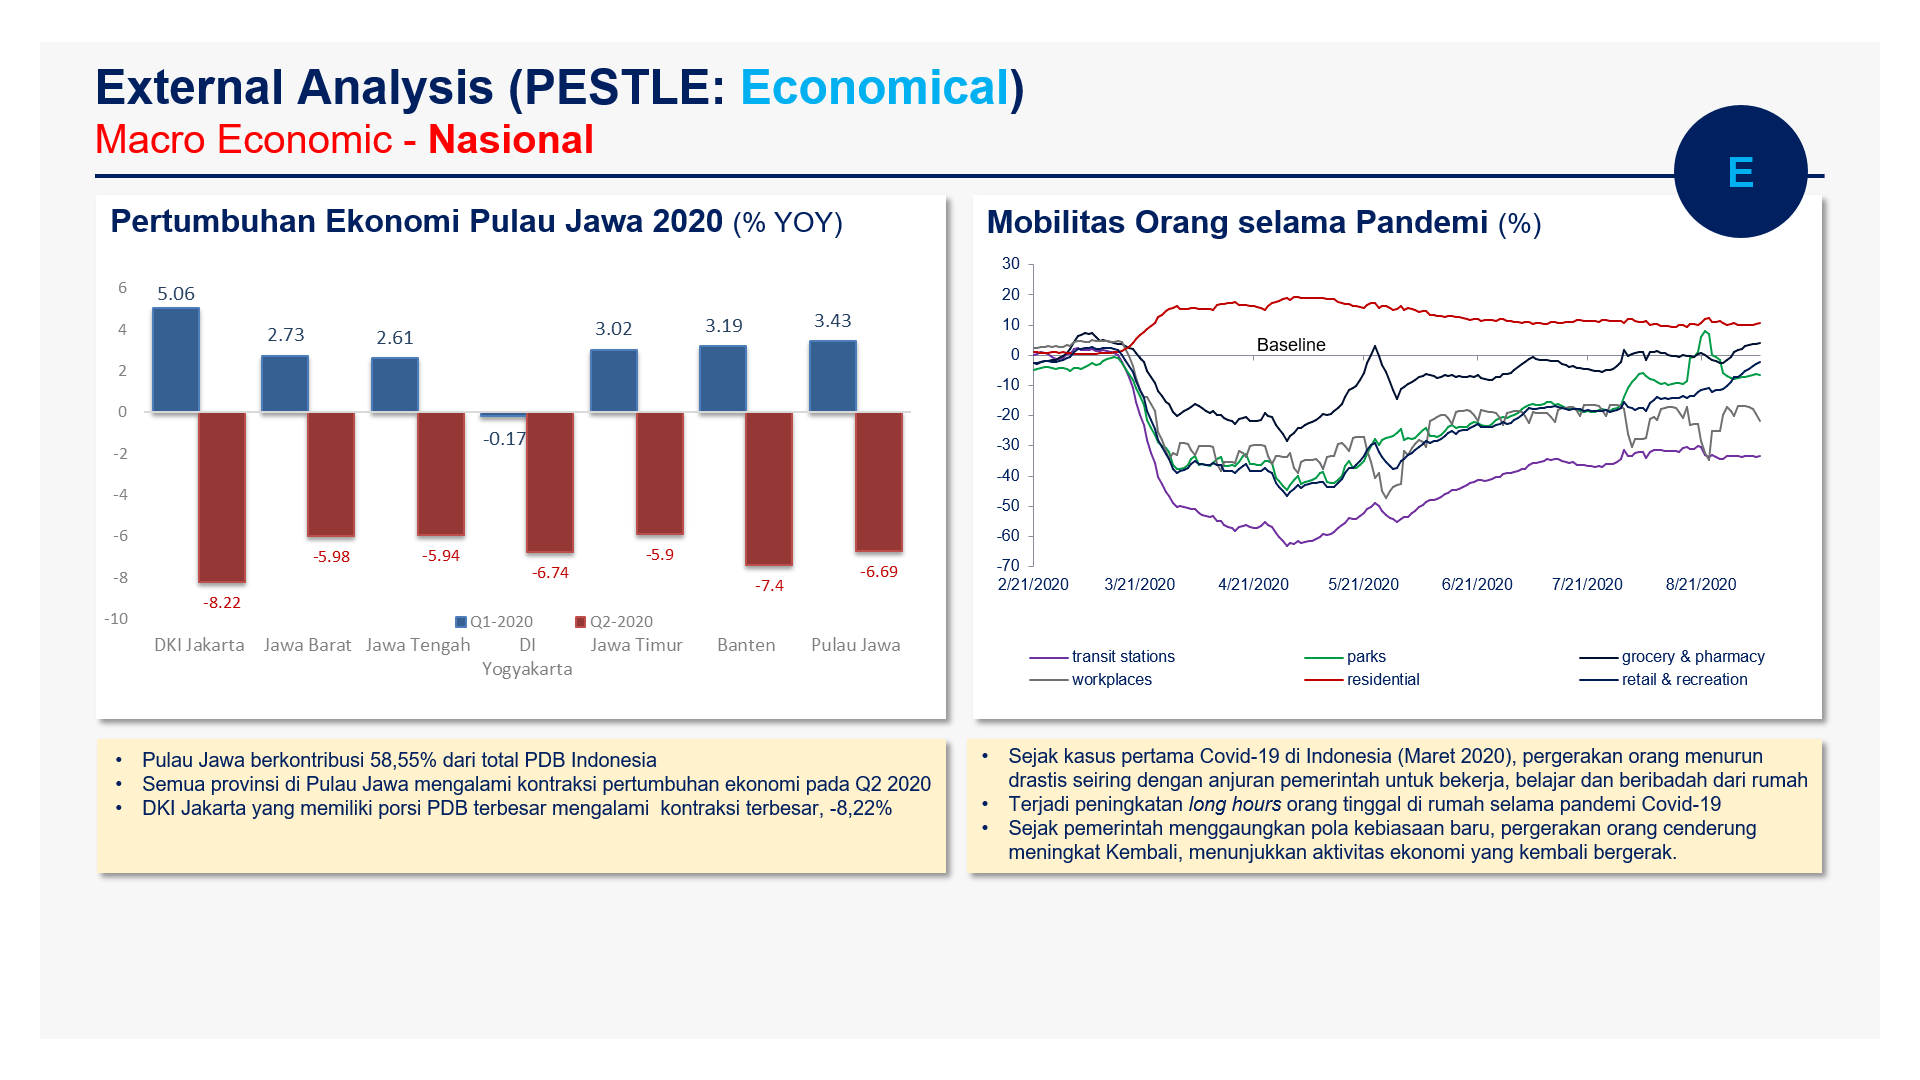 External Analysis (PESTLE: Economical)
Macro Economic - Nasional
E
Pertumbuhan Ekonomi Pulau Jawa 2020 (% YOY)
6
4
2
0
-2
-4
-6
-8
-10
5.06
2.73
2.61
-0.17
3.02
3.19
3.43
-8.22
-5.98
-5.94
-6.74
-5.9
-7.4
-6.69
Q1-2020 Q2-2020
DKI Jakarta Jawa Barat Jawa Tengah DI Jawa Timur Banten Pulau Jawa
Yogyakarta
Mobilitas Orang selama Pandemi (%)
30
20
10
0
-10
-20
-30
-40
-50
-60
-70
Baseline
2/21/2020 3/21/2020 4/21/2020 5/21/2020 6/21/2020 7/21/2020 8/21/2020
transit stations parks grocery & pharmacy
workplaces residential retail & recreation
• Pulau Jawa berkontribusi 58,55% dari total PDB Indonesia
• Semua provinsi di Pulau Jawa mengalami kontraksi pertumbuhan ekonomi pada Q2 2020
• DKI Jakarta yang memiliki porsi PDB terbesar mengalami  kontraksi terbesar, -8,22%
• Sejak kasus pertama Covid-19 di Indonesia (Maret 2020), pergerakan orang menurun
drastis seiring dengan anjuran pemerintah untuk bekerja, belajar dan beribadah dari rumah
• Terjadi peningkatan long hours orang tinggal di rumah selama pandemi Covid-19
• Sejak pemerintah menggaungkan pola kebiasaan baru, pergerakan orang cenderung
meningkat Kembali, menunjukkan aktivitas ekonomi yang kembali bergerak.